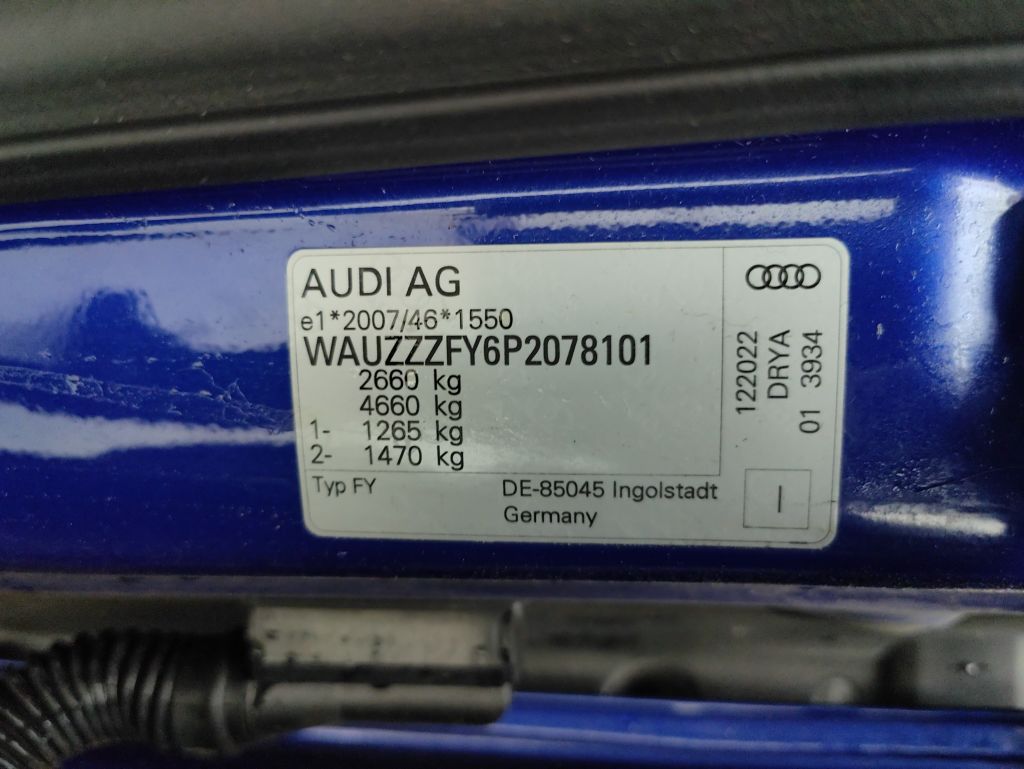 AUDI AG
e1*2007/46*1550
WAUZZZFY6P2078101
2660 kg
4660 kg
1- 1265 kg
2- 1470 kg
Typ FY
DE-85045 Ingolstadt
Germany
122022
DRYA
01 3934
I